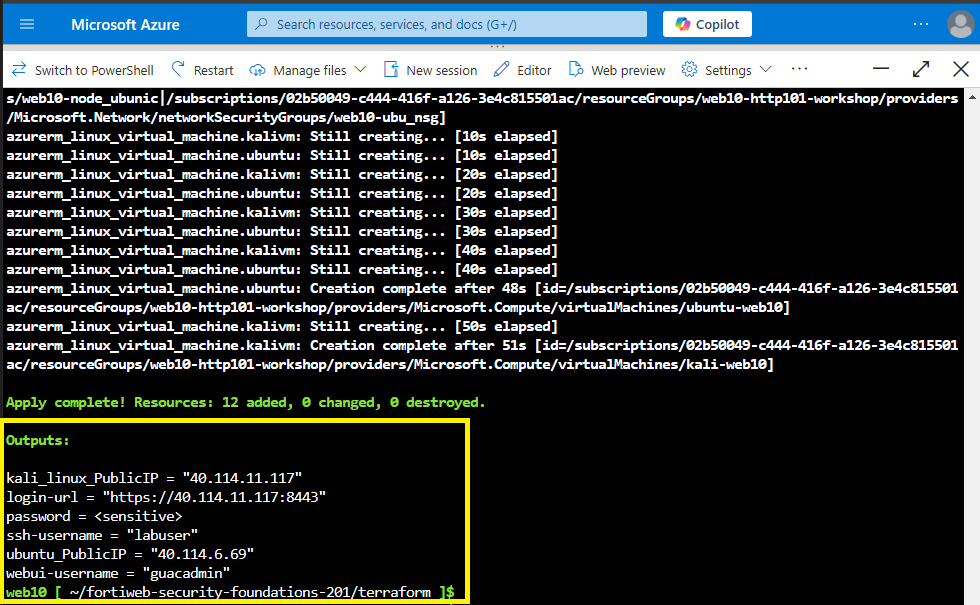 Microsoft Azure
Search resources, services, and docs (G+/)
Copilot
...
Switch to PowerShell
Restart
Manage files
New session
Editor
Web preview
Settings
...
s/web10-node_ubunic|/subscriptions/02b50049-c444-416f-a126-3e4c815501ac/resourceGroups/web10-http101-workshop/providers
/Microsoft.Network/networkSecurityGroups/web10-ubu_nsg]
azurerm_linux_virtual_machine.kalivm: Still creating... [10s elapsed]
azurerm_linux_virtual_machine.ubuntu: Still creating... [10s elapsed]
azurerm_linux_virtual_machine.kalivm: Still creating... [20s elapsed]
azurerm_linux_virtual_machine.ubuntu: Still creating... [20s elapsed]
azurerm_linux_virtual_machine.kalivm: Still creating... [30s elapsed]
azurerm_linux_virtual_machine.ubuntu: Still creating... [30s elapsed]
azurerm_linux_virtual_machine.kalivm: Still creating... [40s elapsed]
azurerm_linux_virtual_machine.ubuntu: Still creating... [40s elapsed]
azurerm_linux_virtual_machine.ubuntu: Creation complete after 48s [id=/subscriptions/02b50049-c444-416f-a126-3e4c815501
ac/resourceGroups/web10-http101-workshop/providers/Microsoft.Compute/virtualMachines/ubuntu-web10]
azurerm_linux_virtual_machine.kalivm: Still creating... [50s elapsed]
azurerm_linux_virtual_machine.kalivm: Creation complete after 51s [id=/subscriptions/02b50049-c444-416f-a126-3e4c815501
ac/resourceGroups/web10-http101-workshop/providers/Microsoft.Compute/virtualMachines/kali-web10]
Apply complete! Resources: 12 added, 0 changed, 0 destroyed.
Outputs:
kali_linux_PublicIP = "40.114.11.117"
login-url = "https://40.114.11.117:8443"
password = <sensitive>
ssh-username = "labuser"
ubuntu_PublicIP = "40.114.6.69"
webui-username = "guacadmin"
web10 [ ~/fortiweb-security-foundations-201/terraform ]$